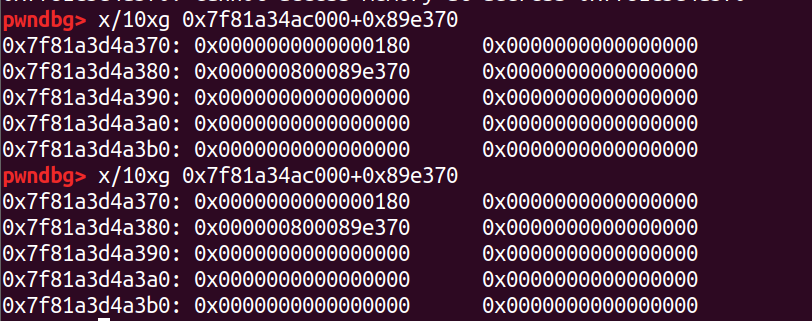 pwndbg> x/10xg 0x7f81a34ac000+0x89e370
0x7f81a3d4a370: 0x0000000000000180 0x0000000000000000
0x7f81a3d4a380: 0x000000800089e370 0x0000000000000000
0x7f81a3d4a390: 0x0000000000000000 0x0000000000000000
0x7f81a3d4a3a0: 0x0000000000000000 0x0000000000000000
0x7f81a3d4a3b0: 0x0000000000000000 0x0000000000000000
pwndbg> x/10xg 0x7f81a34ac000+0x89e370
0x7f81a3d4a370: 0x0000000000000180 0x0000000000000000
0x7f81a3d4a380: 0x000000800089e370 0x0000000000000000
0x7f81a3d4a390: 0x0000000000000000 0x0000000000000000
0x7f81a3d4a3a0: 0x0000000000000000 0x0000000000000000
0x7f81a3d4a3b0: 0x0000000000000000 0x0000000000000000